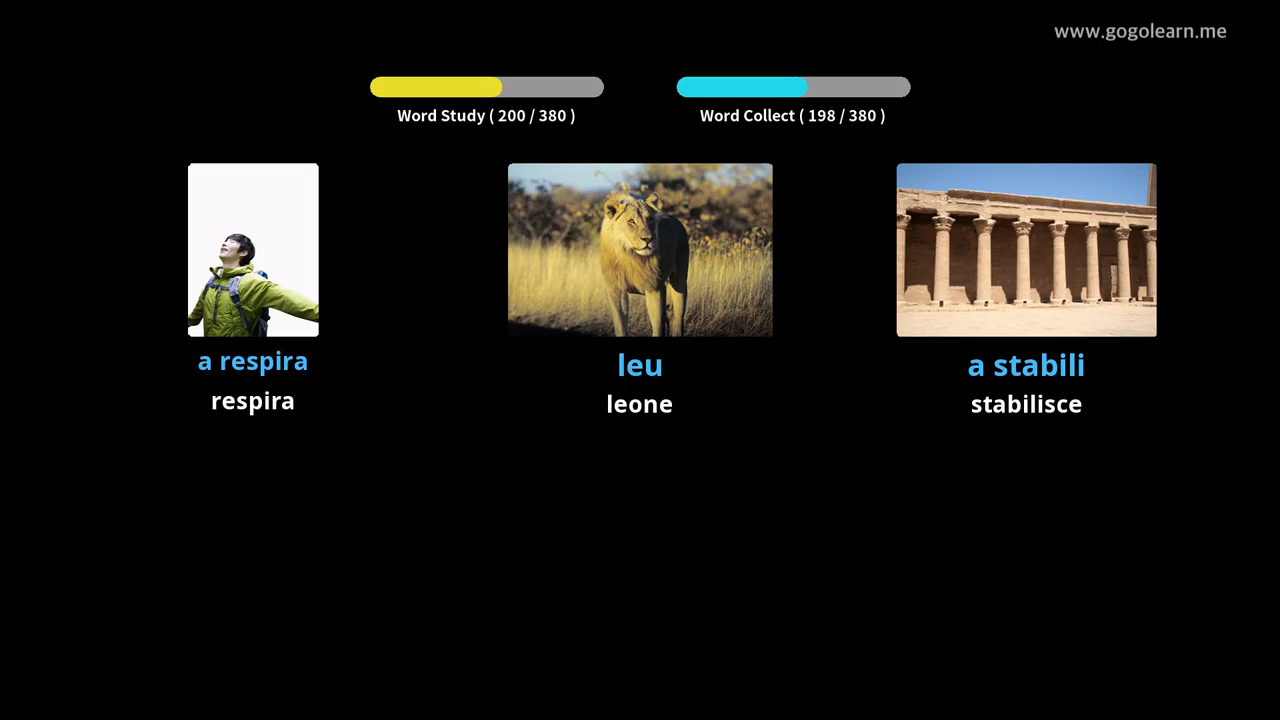 www.gogolearn.me
Word Study ( 200 / 380 )
Word Collect ( 198 / 380 )
a respira
respira
leu
leone
a stabili
stabilisce